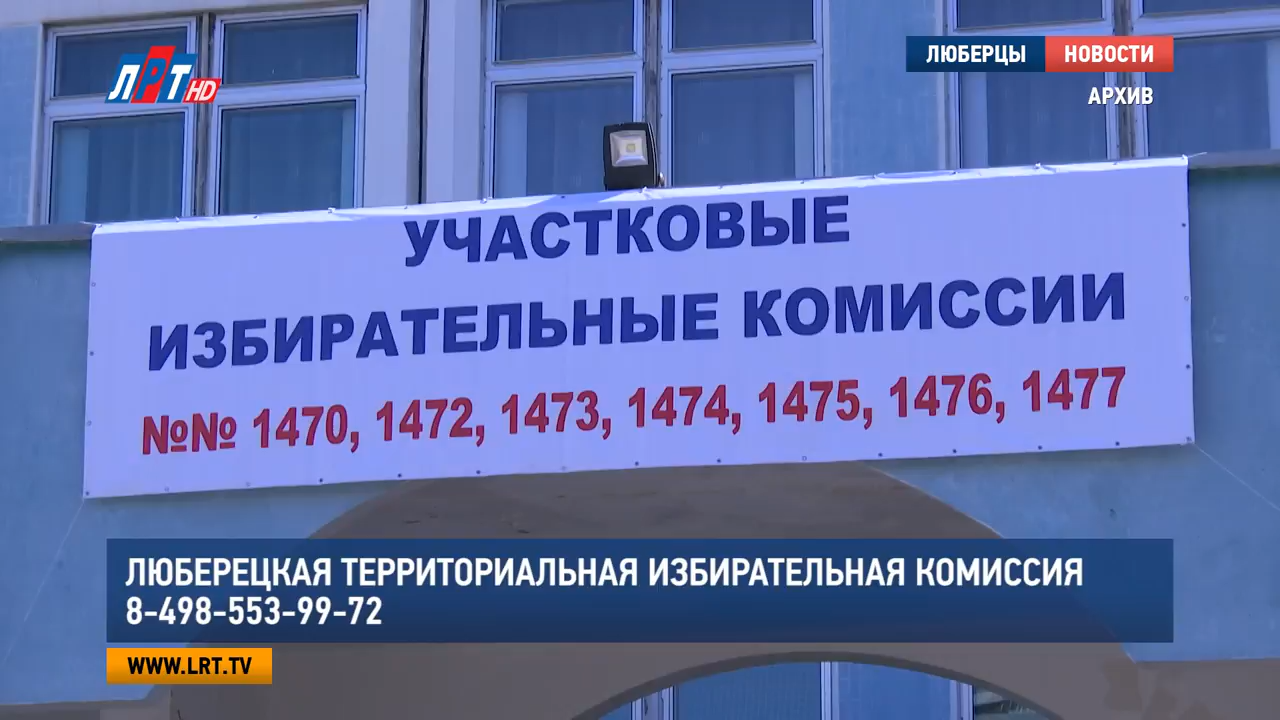 ЛРТ HD
ЛЮБЕРЦЫ НОВОСТИ
АРХИВ
УЧАСТКОВЫЕ
ИЗБИРАТЕЛЬНЫЕ КОМИССИИ
№№ 1470, 1472, 1473, 1474, 1475, 1476, 1477
ЛЮБЕРЕЦКАЯ ТЕРРИТОРИАЛЬНАЯ ИЗБИРАТЕЛЬНАЯ КОМИССИЯ
8-498-553-99-72
WWW.LRT.TV